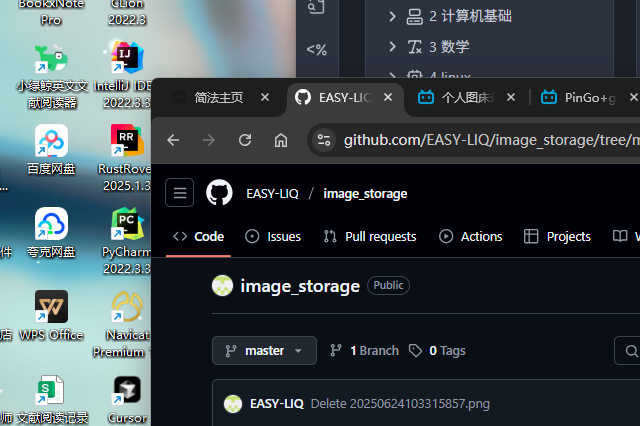 BookxNote
Pro
CLion
2022.3
小绿鲸英文文
献阅读器
IntelliJ IDE
2022.3.3
百度网盘
RustRove
2025.1.3
夸克网盘
PyCharm
2022.3.
WPS Office
Navicat
Premium
文献阅读记录
Cursor
...
件
店
师
<%
2 计算机基础
3 数学
4 linux
简法主页
EASY-LIQ
个人图床
PinGo+g
github.com/EASY-LIQ/image_storage/tree/m
EASY-LIQ / image_storage
Code
Issues
Pull requests
Actions
Projects
W
image_storage
Public
master
1 Branch
0 Tags
EASY-LIQ Delete 20250624103315857.png